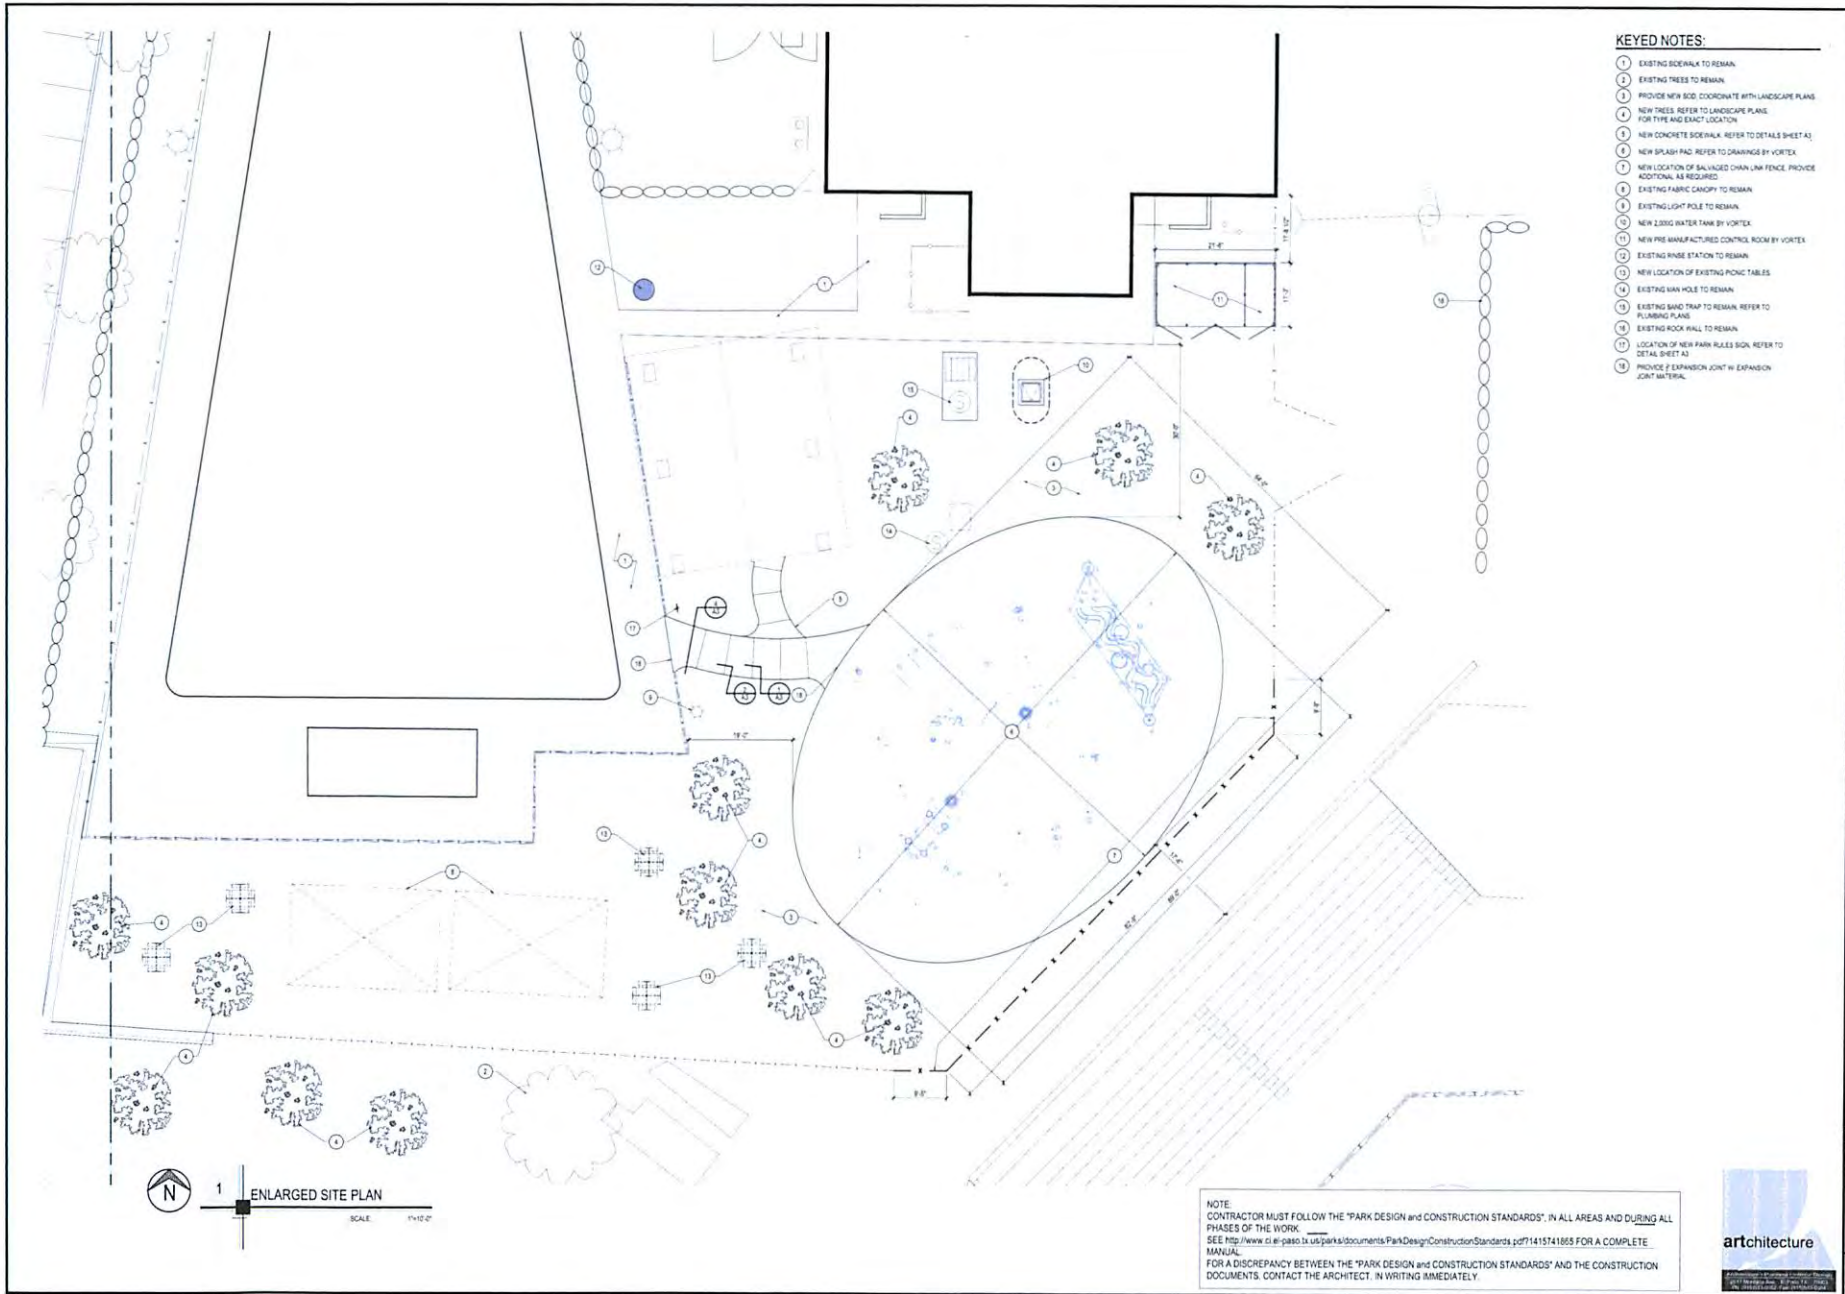 KEYED NOTES:
1 EXISTING SIDEWALK TO REMAIN
2 EXISTING TREES TO REMAIN
3 PROVIDE NEW SOD, COORDINATE WITH LANDSCAPE PLANS
4 NEW TREES. REFER TO LANDSCAPE PLANS.
FOR TYPE AND EXACT LOCATION
5 NEW CONCRETE SIDEWALK. REFER TO DETAILS SHEET A3
6 NEW SPLASH PAD. REFER TO DRAWINGS BY VORTEX
7 NEW LOCATION OF SALVAGED CHAIN LINK FENCE. PROVIDE
ADDITIONAL AS REQUIRED
8 EXISTING FABRIC CANOPY TO REMAIN
9 EXISTING LIGHT POLE TO REMAIN
10 NEW 2,000G WATER TANK BY VORTEX
11 NEW PRE-MANUFACTURED CONTROL ROOM BY VORTEX
12 EXISTING RINSE STATION TO REMAIN
13 NEW LOCATION OF EXISTING PICNIC TABLES
14 EXISTING MAN HOLE TO REMAIN
15 EXISTING SAND TRAP TO REMAIN, REFER TO
PLUMBING PLANS
16 EXISTING ROCK WALL TO REMAIN
17 LOCATION OF NEW PARK RULES SIGN, REFER TO
DETAIL SHEET A3
18 PROVIDE EXPANSION JOINT W/ EXPANSION
JOINT MATERIAL
21'-6"
30'-0"
19'-0"
N
1 ENLARGED SITE PLAN
SCALE: 1"=10'-0"
NOTE:
CONTRACTOR MUST FOLLOW THE "PARK DESIGN and CONSTRUCTION STANDARDS", IN ALL AREAS AND DURING ALL
PHASES OF THE WORK.
SEE http://www.ci.el-paso.tx.us/parks/documents/ParkDesignConstructionStandards.pdf?1415741865 FOR A COMPLETE
MANUAL.
FOR A DISCREPANCY BETWEEN THE "PARK DESIGN and CONSTRUCTION STANDARDS" AND THE CONSTRUCTION
DOCUMENTS, CONTACT THE ARCHITECT, IN WRITING IMMEDIATELY.
artchitecture